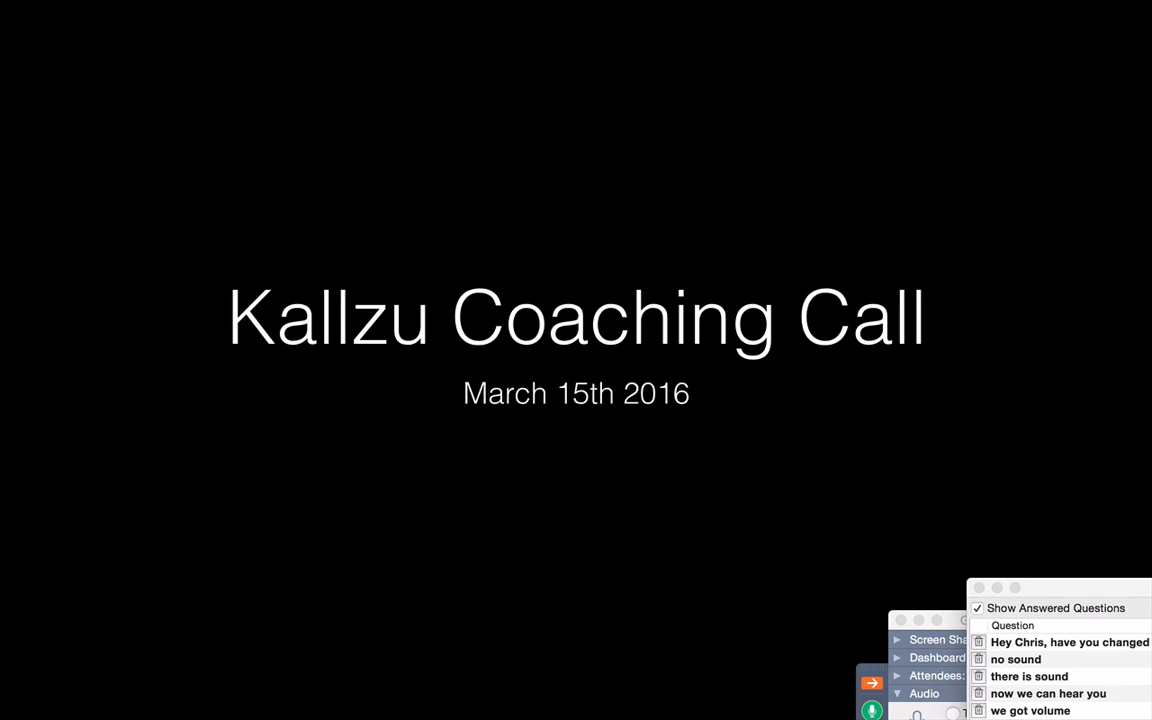 Kallzu Coaching Call
March 15th 2016
Show Answered Questions
Question
Hey Chris, have you changed
no sound
there is sound
now we can hear you
we got volume
Screen Sha
Dashboard
Attendees:
Audio